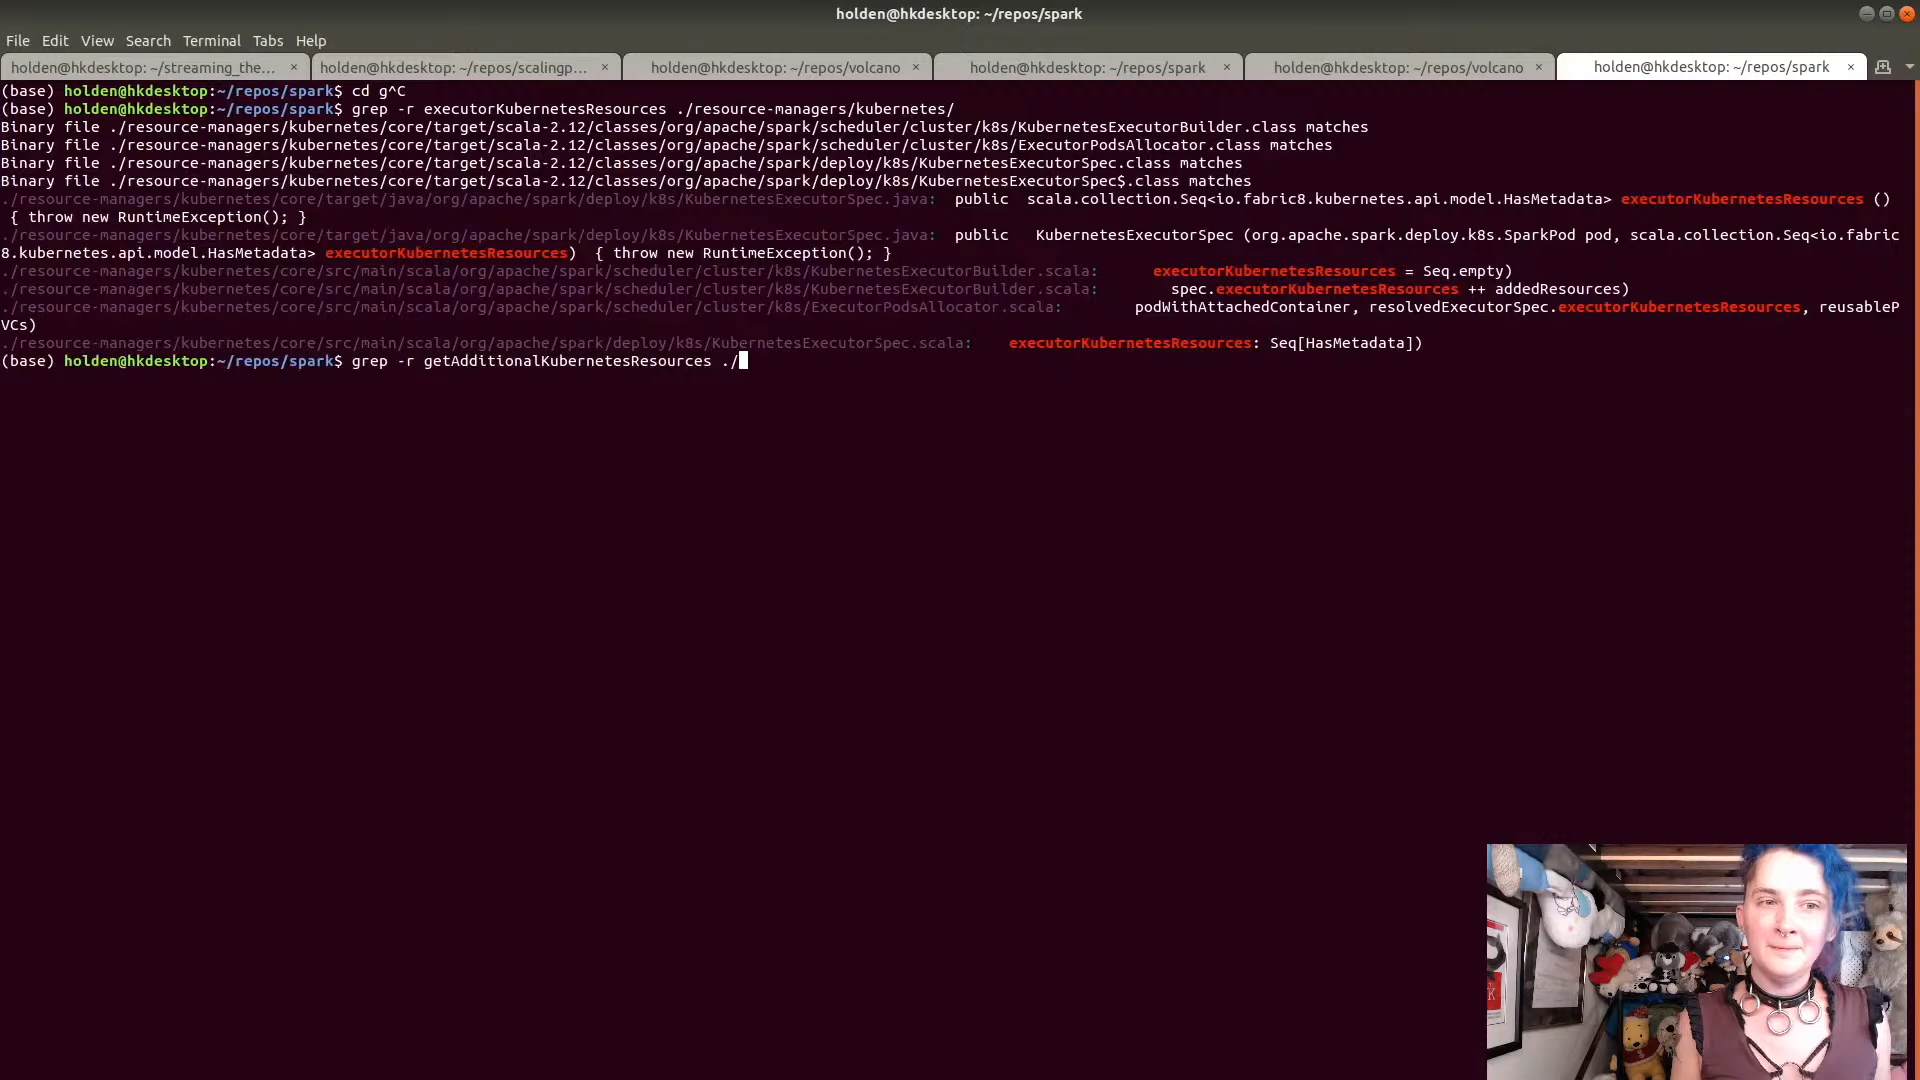 holden@hkdesktop: ~/repos/spark
File Edit View Search Terminal Tabs Help
holden@hkdesktop: ~/streaming_the... × holden@hkdesktop: ~/repos/scalingp... × holden@hkdesktop: ~/repos/volcano × holden@hkdesktop: ~/repos/spark × holden@hkdesktop: ~/repos/volcano × holden@hkdesktop: ~/repos/spark ×
(base) holden@hkdesktop:~/repos/spark$ cd g^C
(base) holden@hkdesktop:~/repos/spark$ grep -r executorKubernetesResources ./resource-managers/kubernetes/
Binary file ./resource-managers/kubernetes/core/target/scala-2.12/classes/org/apache/spark/scheduler/cluster/k8s/KubernetesExecutorBuilder.class matches
Binary file ./resource-managers/kubernetes/core/target/scala-2.12/classes/org/apache/spark/scheduler/cluster/k8s/ExecutorPodsAllocator.class matches
Binary file ./resource-managers/kubernetes/core/target/scala-2.12/classes/org/apache/spark/deploy/k8s/KubernetesExecutorSpec.class matches
Binary file ./resource-managers/kubernetes/core/target/scala-2.12/classes/org/apache/spark/deploy/k8s/KubernetesExecutorSpec$.class matches
./resource-managers/kubernetes/core/target/java/org/apache/spark/deploy/k8s/KubernetesExecutorSpec.java:  public  scala.collection.Seq<io.fabric8.kubernetes.api.model.HasMetadata> executorKubernetesResources ()
 { throw new RuntimeException(); }
./resource-managers/kubernetes/core/target/java/org/apache/spark/deploy/k8s/KubernetesExecutorSpec.java:  public   KubernetesExecutorSpec (org.apache.spark.deploy.k8s.SparkPod pod, scala.collection.Seq<io.fabric
8.kubernetes.api.model.HasMetadata> executorKubernetesResources)  { throw new RuntimeException(); }
./resource-managers/kubernetes/core/src/main/scala/org/apache/spark/scheduler/cluster/k8s/KubernetesExecutorBuilder.scala:      executorKubernetesResources = Seq.empty)
./resource-managers/kubernetes/core/src/main/scala/org/apache/spark/scheduler/cluster/k8s/KubernetesExecutorBuilder.scala:        spec.executorKubernetesResources ++ addedResources)
./resource-managers/kubernetes/core/src/main/scala/org/apache/spark/scheduler/cluster/k8s/ExecutorPodsAllocator.scala:        podWithAttachedContainer, resolvedExecutorSpec.executorKubernetesResources, reusableP
VCs)
./resource-managers/kubernetes/core/src/main/scala/org/apache/spark/deploy/k8s/KubernetesExecutorSpec.scala:    executorKubernetesResources: Seq[HasMetadata])
(base) holden@hkdesktop:~/repos/spark$ grep -r getAdditionalKubernetesResources ./